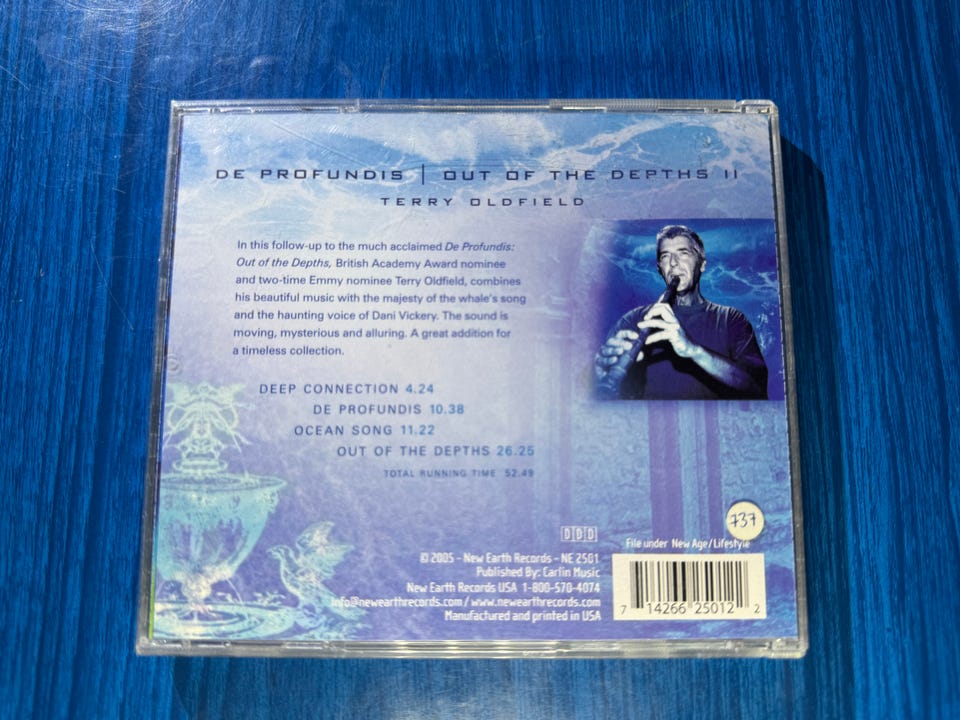 DE PROFUNDIS | OUT OF THE DEPTHS II
TERRY OLDFIELD
In this follow-up to the much acclaimed De Profundis:
Out of the Depths, British Academy Award nominee
and two-time Emmy nominee Terry Oldfield, combines
his beautiful music with the majesty of the whale's song
and the haunting voice of Dani Vickery. The sound is
moving, mysterious and alluring. A great addition for
a timeless collection.
DEEP CONNECTION 4.24
DE PROFUNDIS 10.38
OCEAN SONG 11.22
OUT OF THE DEPTHS 26.25
TOTAL RUNNING TIME 52.49
DDD
737
File under New Age/Lifestyle
© 2005 - New Earth Records - NE 2501
Published By: Carlin Music
New Earth Records USA 1-800-570-4074
info@newearthrecords.com / www.newearthrecords.com
Manufactured and printed in USA
7 14266 25012 2